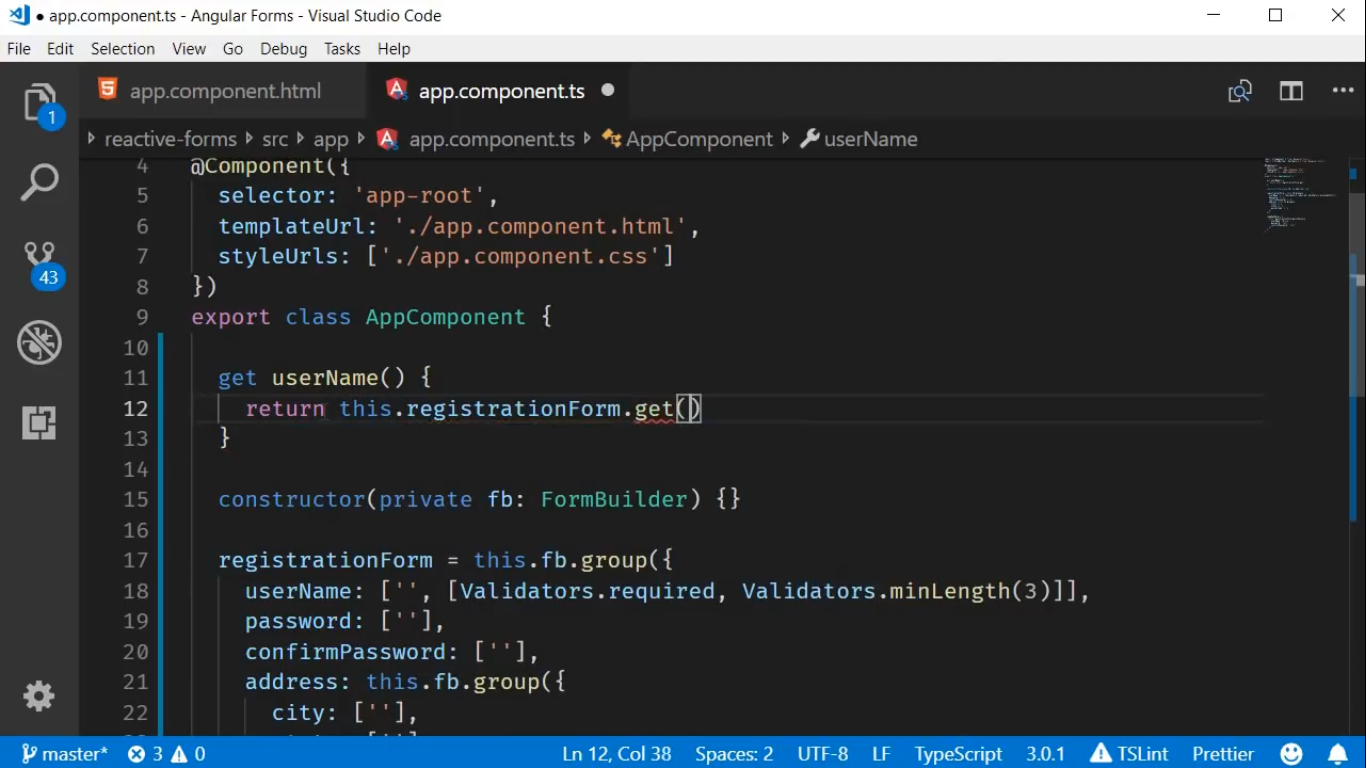 ● app.component.ts - Angular Forms - Visual Studio Code
File Edit Selection View Go Debug Tasks Help
app.component.html app.component.ts
reactive-forms src app app.component.ts AppComponent userName
4 @Component({
5 selector: 'app-root',
6 templateUrl: './app.component.html',
7 styleUrls: ['./app.component.css']
8 })
9 export class AppComponent {
10
11 get userName() {
12 return this.registrationForm.get()
13 }
14
15 constructor(private fb: FormBuilder) {}
16
17 registrationForm = this.fb.group({
18 userName: ['', [Validators.required, Validators.minLength(3)]],
19 password: [''],
20 confirmPassword: [''],
21 address: this.fb.group({
22 city: [''],
1
43
master* 3 0 Ln 12, Col 38 Spaces: 2 UTF-8 LF TypeScript 3.0.1 TSLint Prettier